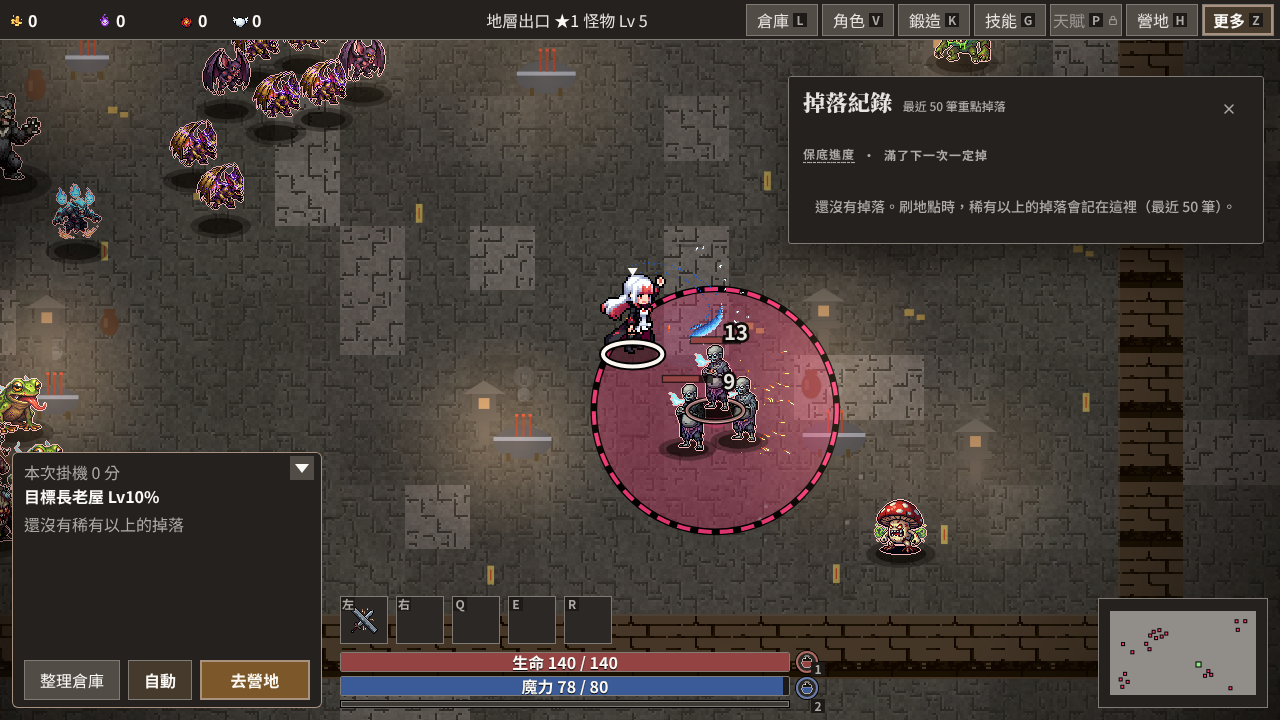 0
0
0
0
地層出口 ★1 怪物 Lv 5
倉庫 L
角色 V
鍛造 K
技能 G
天賦 P
營地 H
更多 Z
掉落紀錄 最近 50 筆重點掉落
×
保底進度 • 滿了下一次一定掉
還沒有掉落。刷地點時，稀有以上的掉落會記在這裡（最近 50 筆）。
13
9
本次掛機 0 分
目標長老屋 Lv10%
還沒有稀有以上的掉落
整理倉庫
自動
去營地
左
右
Q
E
R
生命 140 / 140
1
魔力 78 / 80
2